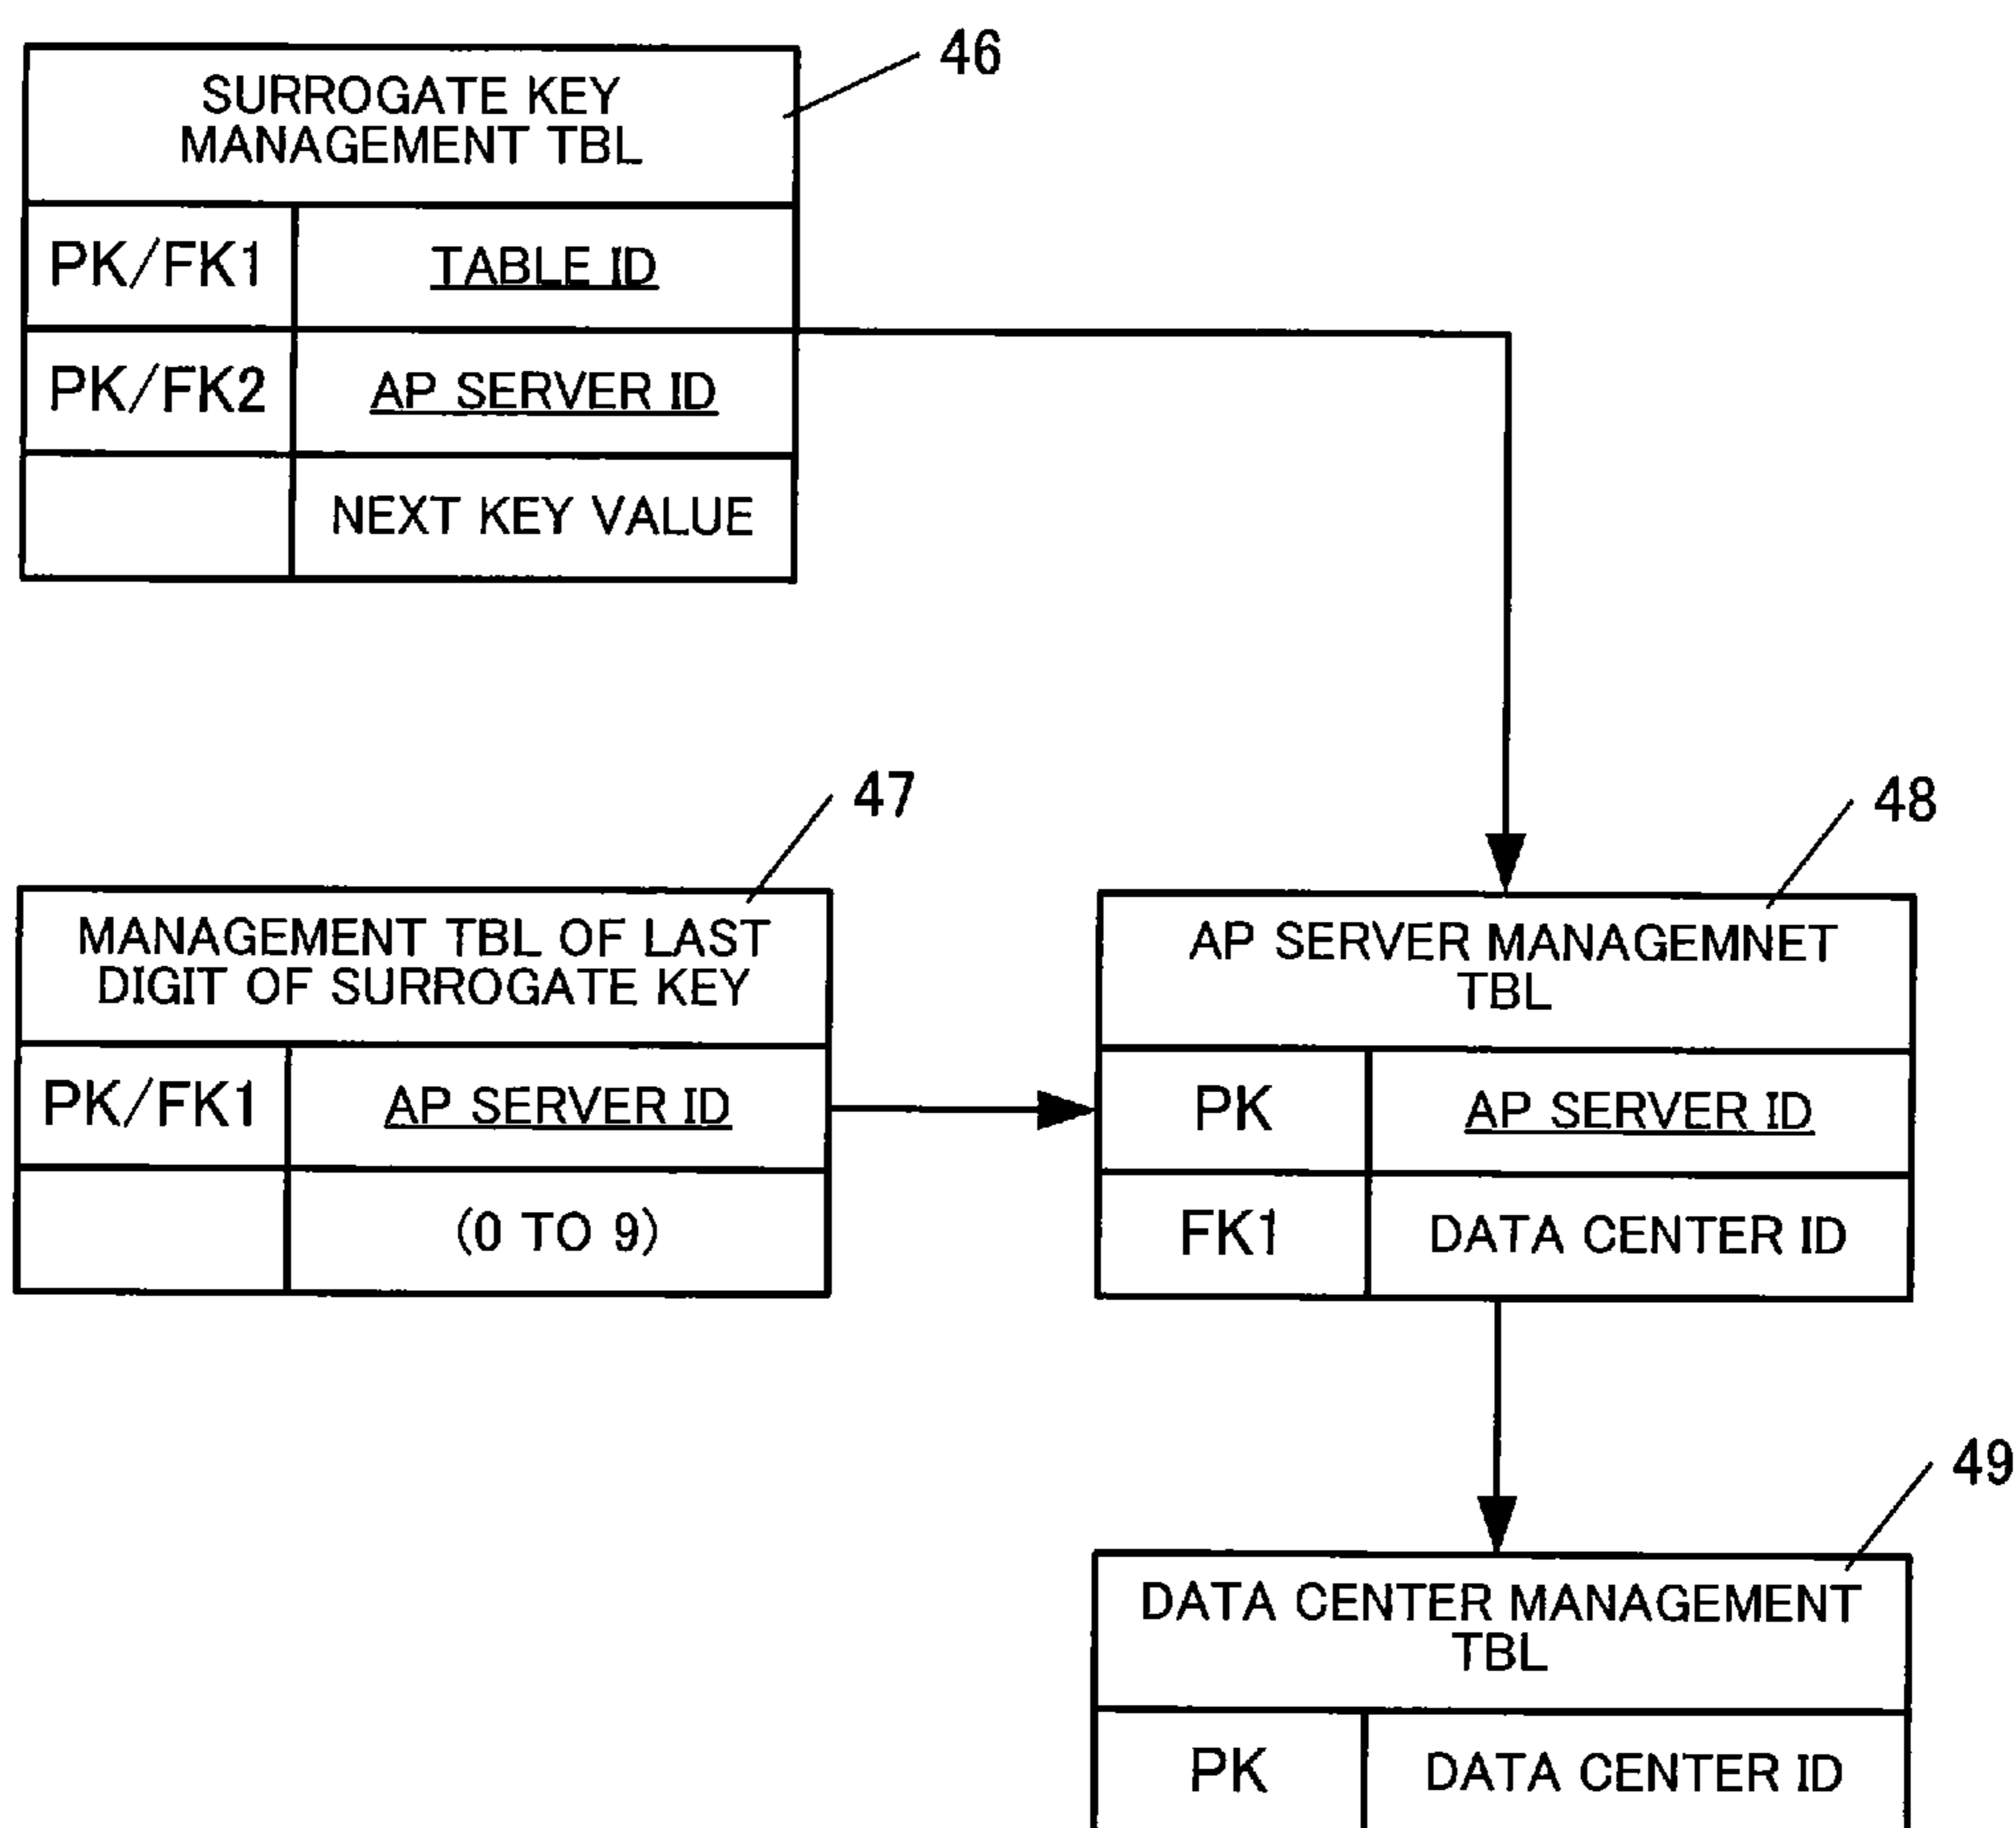 46
SURROGATE KEY
MANAGEMENT TBL
PK/FK1 TABLE ID
PK/FK2 AP SERVER ID
NEXT KEY VALUE
47
MANAGEMENT TBL OF LAST
DIGIT OF SURROGATE KEY
PK/FK1 AP SERVER ID
(0 TO 9)
48
AP SERVER MANAGEMNET
TBL
PK AP SERVER ID
FK1 DATA CENTER ID
49
DATA CENTER MANAGEMENT
TBL
PK DATA CENTER ID